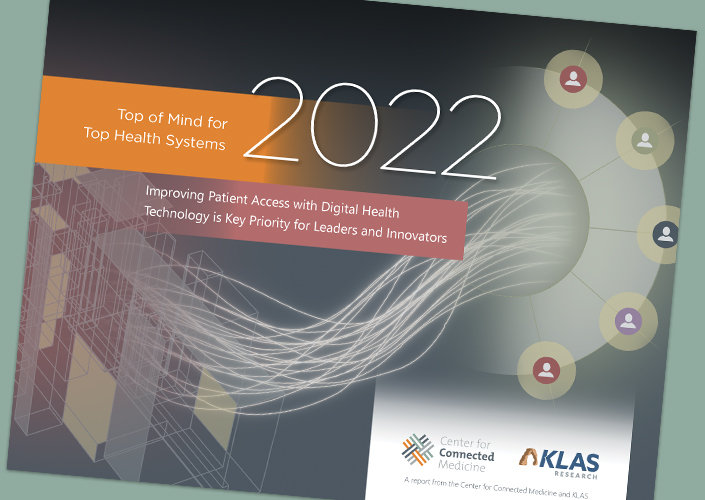 Top of Mind for
Top Health Systems
2022
Improving Patient Access with Digital Health
Technology is Key Priority for Leaders and Innovators
Center for
Connected
Medicine
KLAS
RESEARCH
A report from the Center for Connected Medicine and KLAS